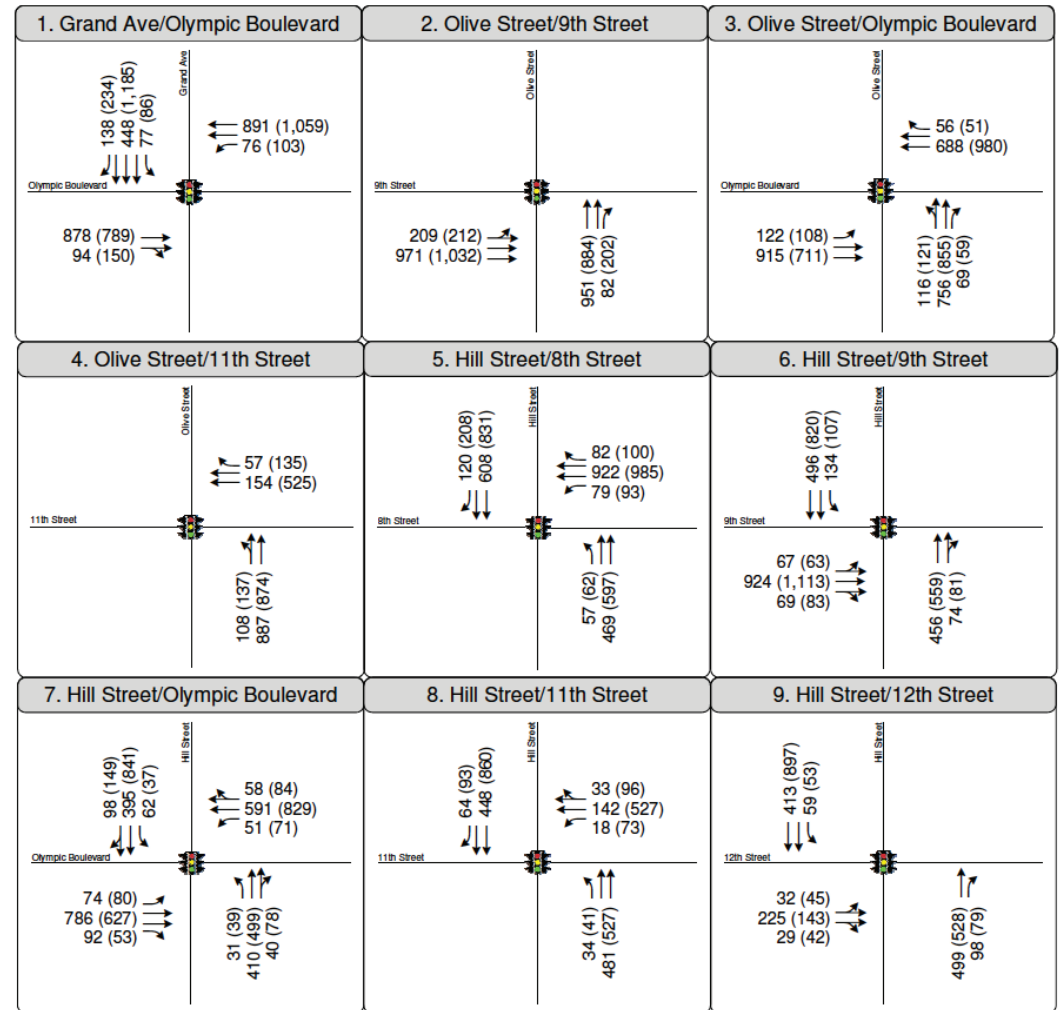 1. Grand Ave/Olympic Boulevard
Grand Ave
138 (234)
448 (1,185)
77 (86)
891 (1,059)
76 (103)
Olympic Boulevard
878 (789)
94 (150)
2. Olive Street/9th Street
Olive Street
9th Street
209 (212)
971 (1,032)
951 (884)
82 (202)
3. Olive Street/Olympic Boulevard
Olive Street
56 (51)
688 (980)
Olympic Boulevard
122 (108)
915 (711)
116 (121)
756 (855)
69 (59)
4. Olive Street/11th Street
Olive Street
57 (135)
154 (525)
11th Street
108 (137)
887 (874)
5. Hill Street/8th Street
Hill Street
120 (208)
608 (831)
82 (100)
922 (985)
79 (93)
8th Street
57 (62)
469 (597)
6. Hill Street/9th Street
Hill Street
496 (820)
134 (107)
9th Street
67 (63)
924 (1,113)
69 (83)
456 (559)
74 (81)
7. Hill Street/Olympic Boulevard
Hill Street
98 (149)
395 (841)
62 (37)
58 (84)
591 (829)
51 (71)
Olympic Boulevard
74 (80)
786 (627)
92 (53)
31 (39)
410 (499)
40 (78)
8. Hill Street/11th Street
Hill Street
64 (93)
448 (860)
33 (96)
142 (527)
18 (73)
11th Street
34 (41)
481 (527)
9. Hill Street/12th Street
Hill Street
413 (897)
59 (53)
12th Street
32 (45)
225 (143)
29 (42)
499 (528)
98 (79)